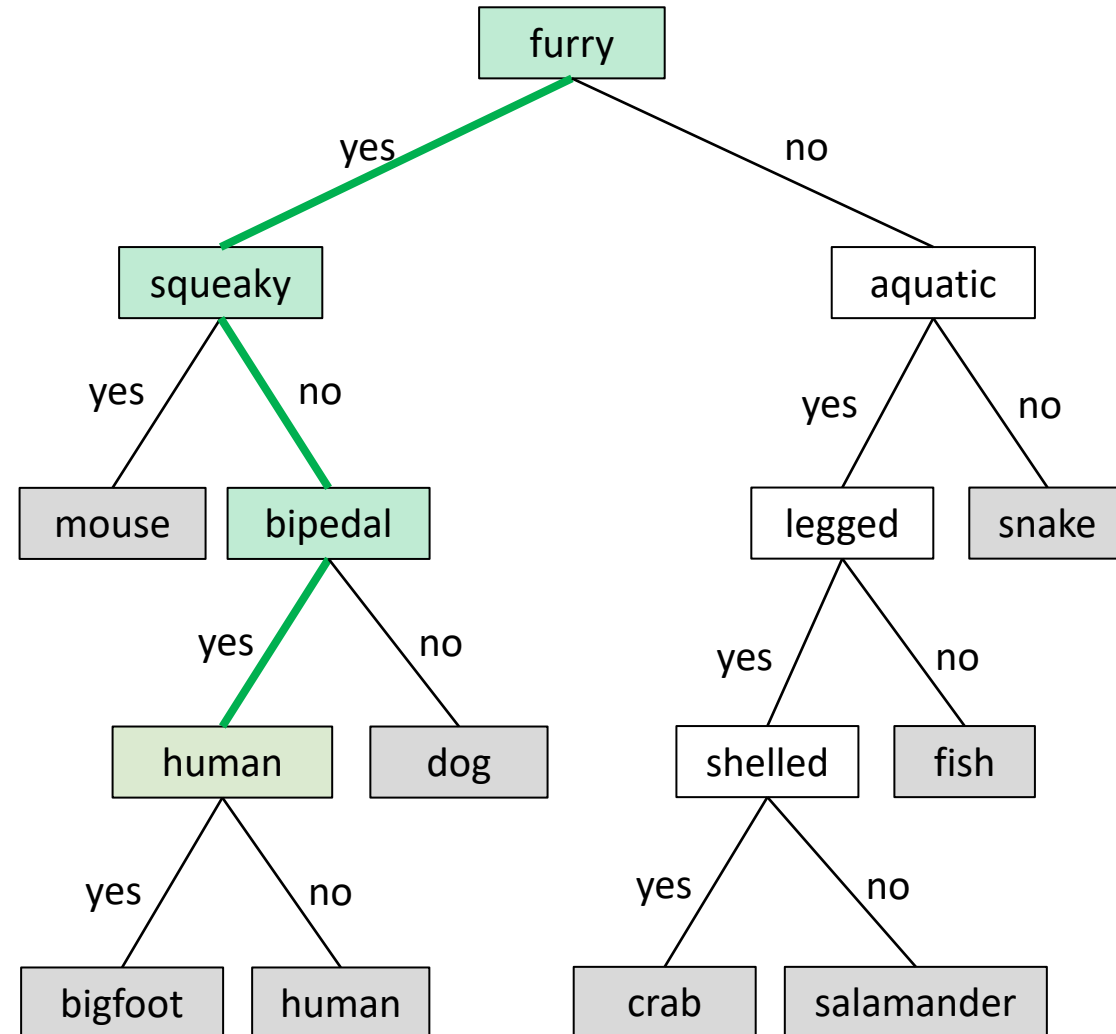 furry
yes
no
squeaky
aquatic
yes
no
yes
no
mouse
bipedal
legged
snake
yes
no
yes
no
human
dog
shelled
fish
yes
no
yes
no
bigfoot
human
crab
salamander